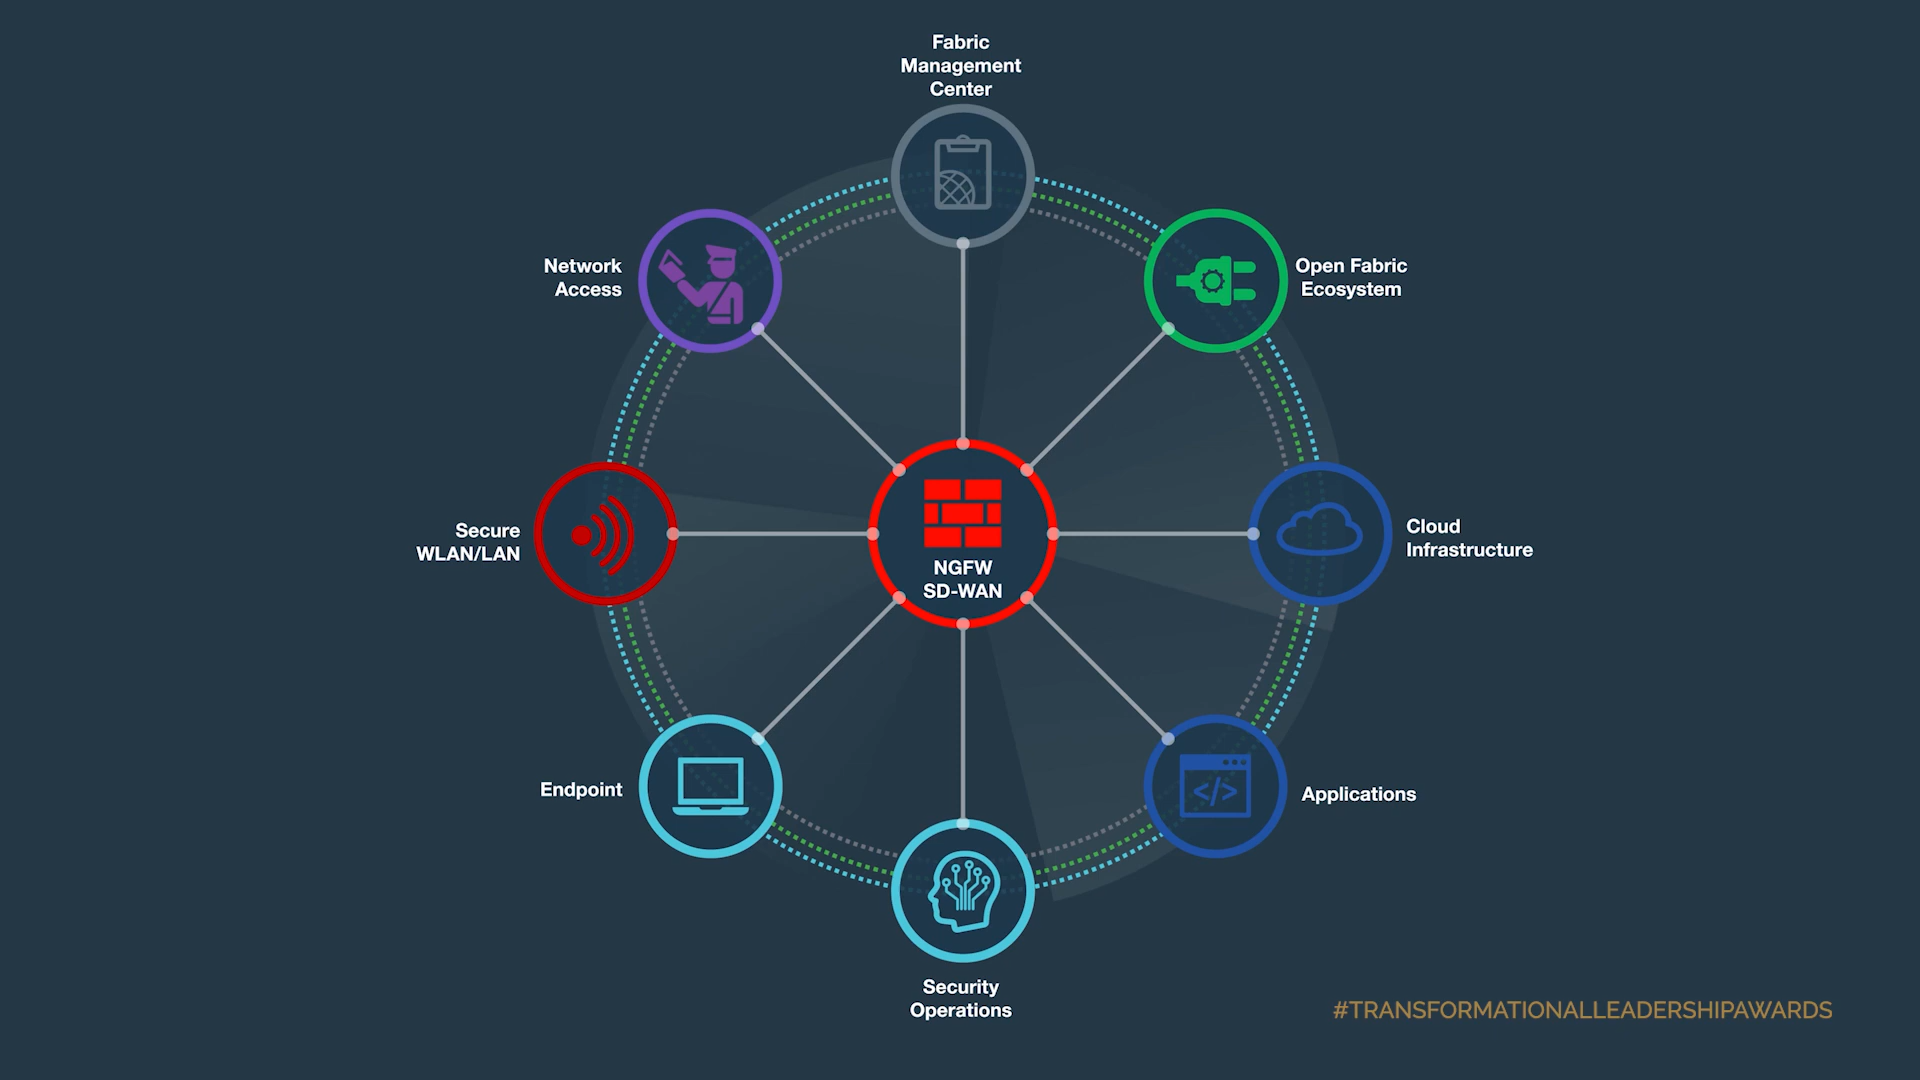 Fabric
Management
Center
Network
Access
Open Fabric
Ecosystem
Secure
WLAN/LAN
NGFW
SD-WAN
Cloud
Infrastructure
Endpoint
</>
Applications
Security
Operations
#TRANSFORMATIONALLEADERSHIPAWARDS